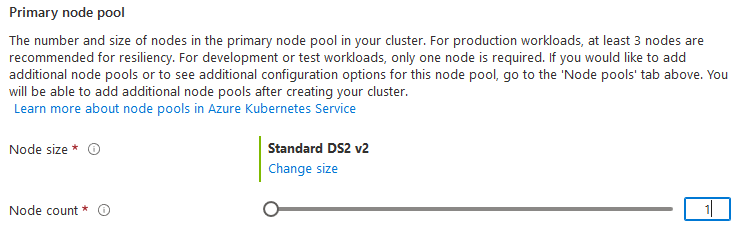 Primary node pool
The number and size of nodes in the primary node pool in your cluster. For production workloads, at least 3 nodes are
recommended for resiliency. For development or test workloads, only one node is required. If you would like to add
additional node pools or to see additional configuration options for this node pool, go to the 'Node pools' tab above. You
will be able to add additional node pools after creating your cluster.
Learn more about node pools in Azure Kubernetes Service
Node size * Standard DS2 v2
Change size
Node count * 1